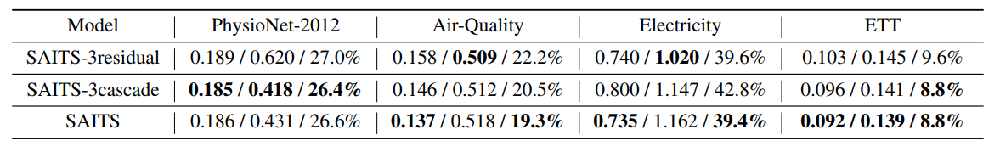 Model PhysioNet-2012 Air-Quality Electricity ETT
SAITS-3residual 0.189 / 0.620 / 27.0% 0.158 / 0.509 / 22.2% 0.740 / 1.020 / 39.6% 0.103 / 0.145 / 9.6%
SAITS-3cascade 0.185 / 0.418 / 26.4% 0.146 / 0.512 / 20.5% 0.800 / 1.147 / 42.8% 0.096 / 0.141 / 8.8%
SAITS 0.186 / 0.431 / 26.6% 0.137 / 0.518 / 19.3% 0.735 / 1.162 / 39.4% 0.092 / 0.139 / 8.8%